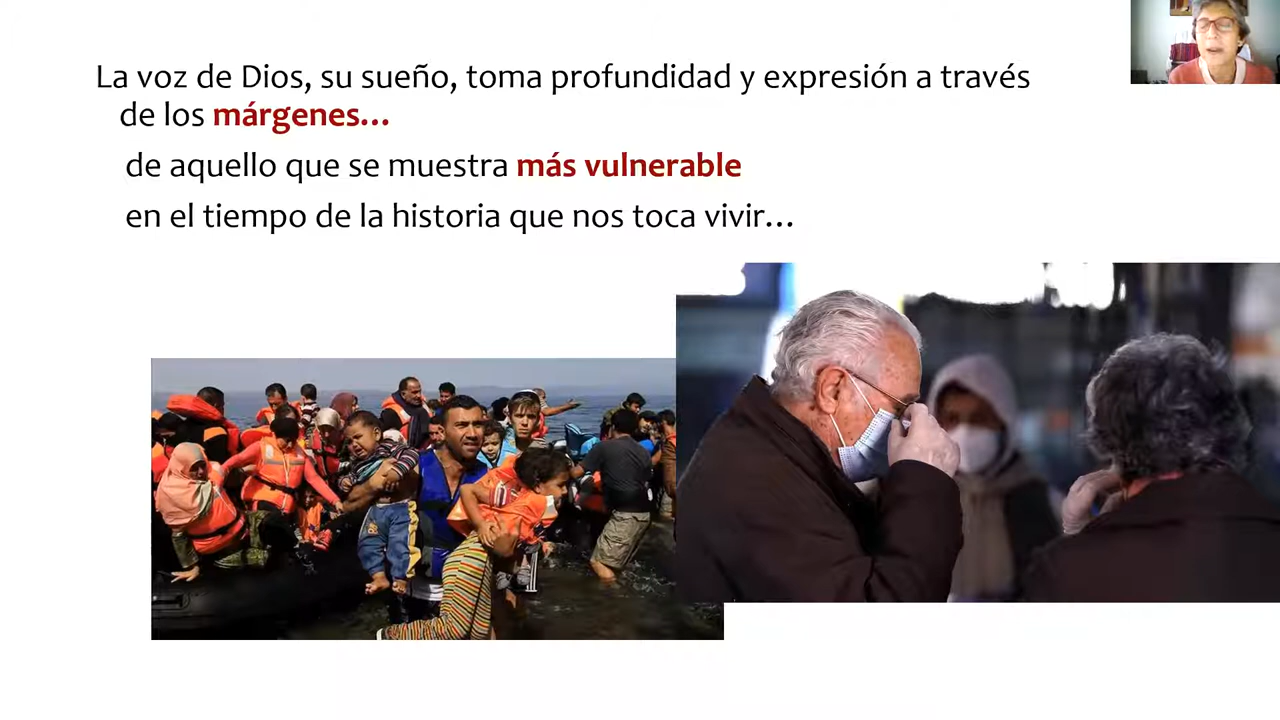 La voz de Dios, su sueño, toma profundidad y expresión a través
de los márgenes...
de aquello que se muestra más vulnerable
en el tiempo de la historia que nos toca vivir...